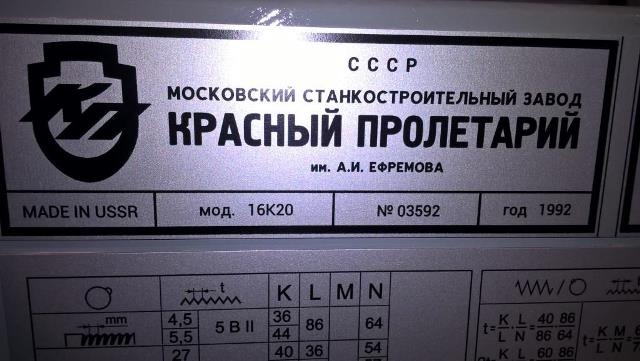 СССР
МОСКОВСКИЙ СТАНКОСТРОИТЕЛЬНЫЙ ЗАВОД
КРАСНЫЙ ПРОЛЕТАРИЙ
им. А.И. ЕФРЕМОВА
MADE IN USSR мод. 16К20 № 03592 год 1992
t K L M N
mm 4,5 5 В II 36 86 64
5,5 44
27 40 36 54
t= K/L · L/N = 40/86 86/64
t= K/L M/N